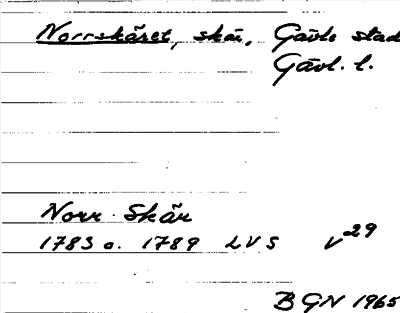 Norrskäret, skär, Gävle stad
Gävl. l.
Norr Skär
1783 o. 1789 LVS V29
BGN 1965